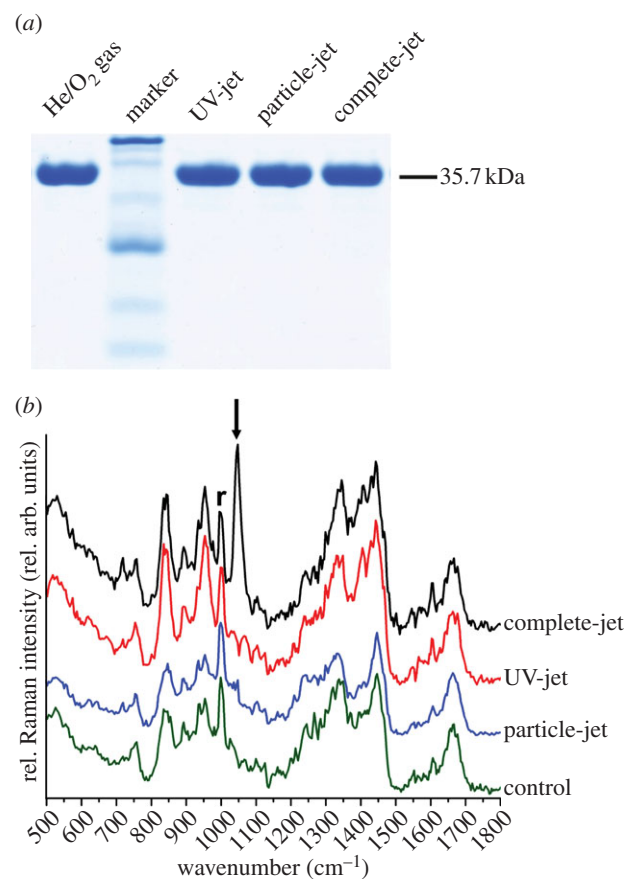 (a)
He/O₂ gas
marker
UV-jet
particle-jet
complete-jet
35.7 kDa
(b)
rel. Raman intensity (rel. arb. units)
r
complete-jet
UV-jet
particle-jet
control
500 600 700 800 900 1000 1100 1200 1300 1400 1500 1600 1700 1800
wavenumber (cm⁻¹)